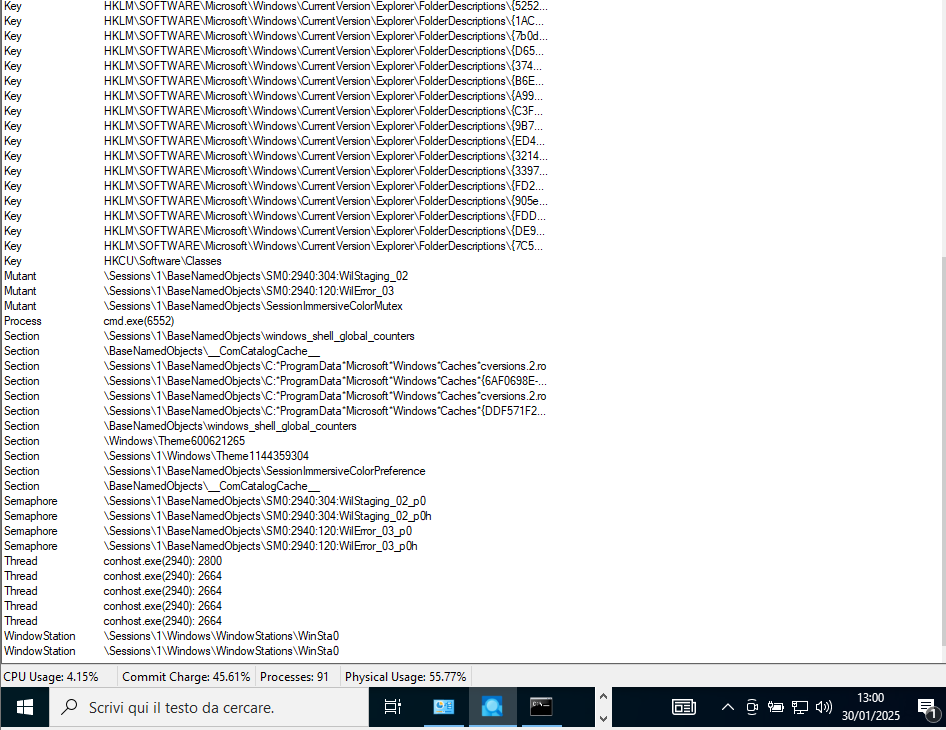 Key HKLM\SOFTWARE\Microsoft\Windows\CurrentVersion\Explorer\FolderDescriptions\{5252...
Key HKLM\SOFTWARE\Microsoft\Windows\CurrentVersion\Explorer\FolderDescriptions\{1AC...
Key HKLM\SOFTWARE\Microsoft\Windows\CurrentVersion\Explorer\FolderDescriptions\{7b0d...
Key HKLM\SOFTWARE\Microsoft\Windows\CurrentVersion\Explorer\FolderDescriptions\{D65...
Key HKLM\SOFTWARE\Microsoft\Windows\CurrentVersion\Explorer\FolderDescriptions\{374...
Key HKLM\SOFTWARE\Microsoft\Windows\CurrentVersion\Explorer\FolderDescriptions\{B6E...
Key HKLM\SOFTWARE\Microsoft\Windows\CurrentVersion\Explorer\FolderDescriptions\{A99...
Key HKLM\SOFTWARE\Microsoft\Windows\CurrentVersion\Explorer\FolderDescriptions\{C3F...
Key HKLM\SOFTWARE\Microsoft\Windows\CurrentVersion\Explorer\FolderDescriptions\{9B7...
Key HKLM\SOFTWARE\Microsoft\Windows\CurrentVersion\Explorer\FolderDescriptions\{ED4...
Key HKLM\SOFTWARE\Microsoft\Windows\CurrentVersion\Explorer\FolderDescriptions\{3214...
Key HKLM\SOFTWARE\Microsoft\Windows\CurrentVersion\Explorer\FolderDescriptions\{3397...
Key HKLM\SOFTWARE\Microsoft\Windows\CurrentVersion\Explorer\FolderDescriptions\{FD2...
Key HKLM\SOFTWARE\Microsoft\Windows\CurrentVersion\Explorer\FolderDescriptions\{905e...
Key HKLM\SOFTWARE\Microsoft\Windows\CurrentVersion\Explorer\FolderDescriptions\{FDD...
Key HKLM\SOFTWARE\Microsoft\Windows\CurrentVersion\Explorer\FolderDescriptions\{DE9...
Key HKLM\SOFTWARE\Microsoft\Windows\CurrentVersion\Explorer\FolderDescriptions\{7C5...
Key HKCU\Software\Classes
Mutant \Sessions\1\BaseNamedObjects\SM0:2940:304:WilStaging_02
Mutant \Sessions\1\BaseNamedObjects\SM0:2940:120:WilError_03
Mutant \Sessions\1\BaseNamedObjects\SessionImmersiveColorMutex
Process cmd.exe(6552)
Section \Sessions\1\BaseNamedObjects\windows_shell_global_counters
Section \BaseNamedObjects\__ComCatalogCache__
Section \Sessions\1\BaseNamedObjects\C:*ProgramData*Microsoft*Windows*Caches*cversions.2.ro
Section \Sessions\1\BaseNamedObjects\C:*ProgramData*Microsoft*Windows*Caches*{6AF0698E-...
Section \Sessions\1\BaseNamedObjects\C:*ProgramData*Microsoft*Windows*Caches*cversions.2.ro
Section \Sessions\1\BaseNamedObjects\C:*ProgramData*Microsoft*Windows*Caches*{DDF571F2...
Section \BaseNamedObjects\windows_shell_global_counters
Section \Windows\Theme600621265
Section \Sessions\1\Windows\Theme1144359304
Section \Sessions\1\BaseNamedObjects\SessionImmersiveColorPreference
Section \BaseNamedObjects\__ComCatalogCache__
Semaphore \Sessions\1\BaseNamedObjects\SM0:2940:304:WilStaging_02_p0
Semaphore \Sessions\1\BaseNamedObjects\SM0:2940:304:WilStaging_02_p0h
Semaphore \Sessions\1\BaseNamedObjects\SM0:2940:120:WilError_03_p0
Semaphore \Sessions\1\BaseNamedObjects\SM0:2940:120:WilError_03_p0h
Thread conhost.exe(2940): 2800
Thread conhost.exe(2940): 2664
Thread conhost.exe(2940): 2664
Thread conhost.exe(2940): 2664
Thread conhost.exe(2940): 2664
WindowStation \Sessions\1\Windows\WindowStations\WinSta0
WindowStation \Sessions\1\Windows\WindowStations\WinSta0
CPU Usage: 4.15% Commit Charge: 45.61% Processes: 91 Physical Usage: 55.77%
Scrivi qui il testo da cercare.
13:00
30/01/2025
1